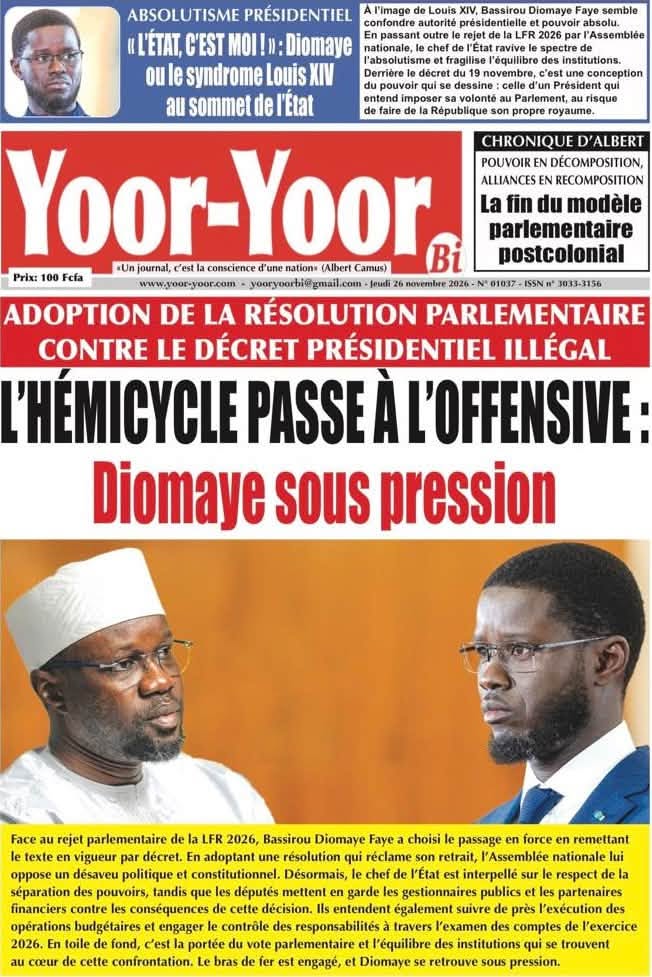 ABSOLUTISME PRÉSIDENTIEL
« L'ÉTAT, C'EST MOI ! » : Diomaye
ou le syndrome Louis XIV
au sommet de l'État
À l'image de Louis XIV, Bassirou Diomaye Faye semble
confondre autorité présidentielle et pouvoir absolu.
En passant outre le rejet de la LFR 2026 par l'Assemblée
nationale, le chef de l'État ravive le spectre de
l'absolutisme et fragilise l'équilibre des institutions.
Derrière le décret du 19 novembre, c'est une conception
du pouvoir qui se dessine : celle d'un Président qui
entend imposer sa volonté au Parlement, au risque
de faire de la République son propre royaume.
Yoor-Yoor
Bi
Prix: 100 Fcfa
«Un journal, c'est la conscience d'une nation» (Albert Camus)
CHRONIQUE D'ALBERT
POUVOIR EN DÉCOMPOSITION,
ALLIANCES EN RECOMPOSITION
La fin du modèle
parlementaire
postcolonial
www.yoor-yoor.com - yooryoorbi@gmail.com - Jeudi 26 novembre 2026 - N° 01037 - ISSN n° 3033-3156
ADOPTION DE LA RÉSOLUTION PARLEMENTAIRE
CONTRE LE DÉCRET PRÉSIDENTIEL ILLÉGAL
L'HÉMICYCLE PASSE À L'OFFENSIVE :
Diomaye sous pression
Face au rejet parlementaire de la LFR 2026, Bassirou Diomaye Faye a choisi le passage en force en remettant
le texte en vigueur par décret. En adoptant une résolution qui réclame son retrait, l'Assemblée nationale lui
oppose un désaveu politique et constitutionnel. Désormais, le chef de l'État est interpellé sur le respect de la
séparation des pouvoirs, tandis que les députés mettent en garde les gestionnaires publics et les partenaires
financiers contre les conséquences de cette décision. Ils entendent également suivre de près l'exécution des
opérations budgétaires et engager le contrôle des responsabilités à travers l'examen des comptes de l'exercice
2026. En toile de fond, c'est la portée du vote parlementaire et l'équilibre des institutions qui se trouvent
au cœur de cette confrontation. Le bras de fer est engagé, et Diomaye se retrouve sous pression.